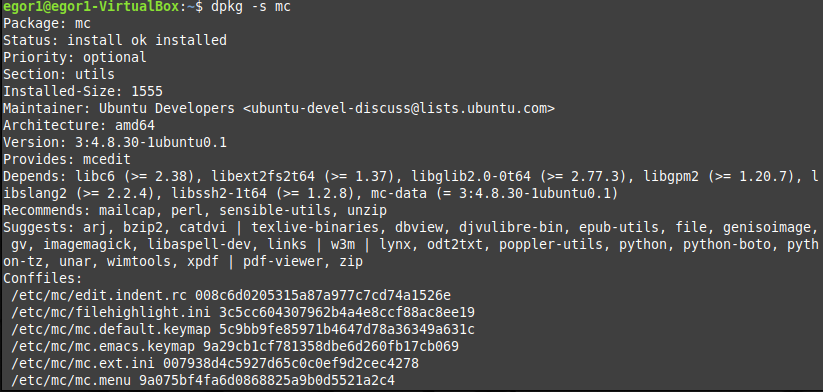 egor1@egor1-VirtualBox:~$ dpkg -s mc
Package: mc
Status: install ok installed
Priority: optional
Section: utils
Installed-Size: 1555
Maintainer: Ubuntu Developers <ubuntu-devel-discuss@lists.ubuntu.com>
Architecture: amd64
Version: 3:4.8.30-1ubuntu0.1
Provides: mcedit
Depends: libc6 (>= 2.38), libext2fs2t64 (>= 1.37), libglib2.0-0t64 (>= 2.77.3), libgpm2 (>= 1.20.7), l
ibslang2 (>= 2.2.4), libssh2-1t64 (>= 1.2.8), mc-data (= 3:4.8.30-1ubuntu0.1)
Recommends: mailcap, perl, sensible-utils, unzip
Suggests: arj, bzip2, catdvi | texlive-binaries, dbview, djvulibre-bin, epub-utils, file, genisoimage,
 gv, imagemagick, libaspell-dev, links | w3m | lynx, odt2txt, poppler-utils, python, python-boto, pyth
on-tz, unar, wimtools, xpdf | pdf-viewer, zip
Conffiles:
 /etc/mc/edit.indent.rc 008c6d0205315a87a977c7cd74a1526e
 /etc/mc/filehighlight.ini 3c5cc604307962b4a4e8ccf88ac8ee19
 /etc/mc/mc.default.keymap 5c9bb9fe85971b4647d78a36349a631c
 /etc/mc/mc.emacs.keymap 9a29cb1cf781358dbe6d260fb17cb069
 /etc/mc/mc.ext.ini 007938d4c5927d65c0c0ef9d2cec4278
 /etc/mc/mc.menu 9a075bf4fa6d0868825a9b0d5521a2c4